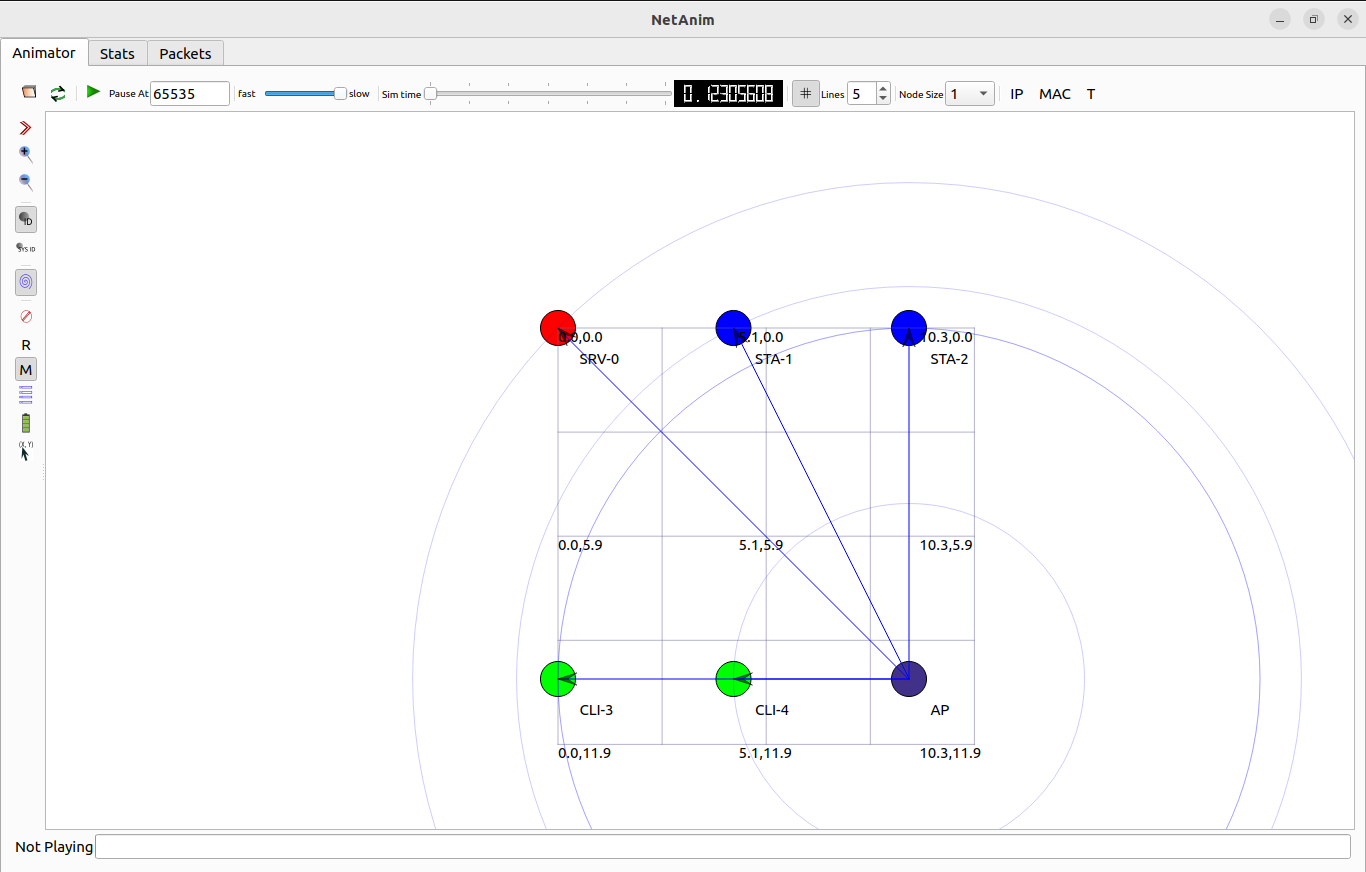 NetAnim
Animator Stats Packets
Pause At 65535 fast slow Sim time 0.12305608 # Lines 5 Node Size 1 IP MAC T
ID
SYS ID
R
M
(X, Y)
0.0,0.0 5.1,0.0 10.3,0.0
SRV-0 STA-1 STA-2
0.0,5.9 5.1,5.9 10.3,5.9
CLI-3 CLI-4 AP
0.0,11.9 5.1,11.9 10.3,11.9
Not Playing